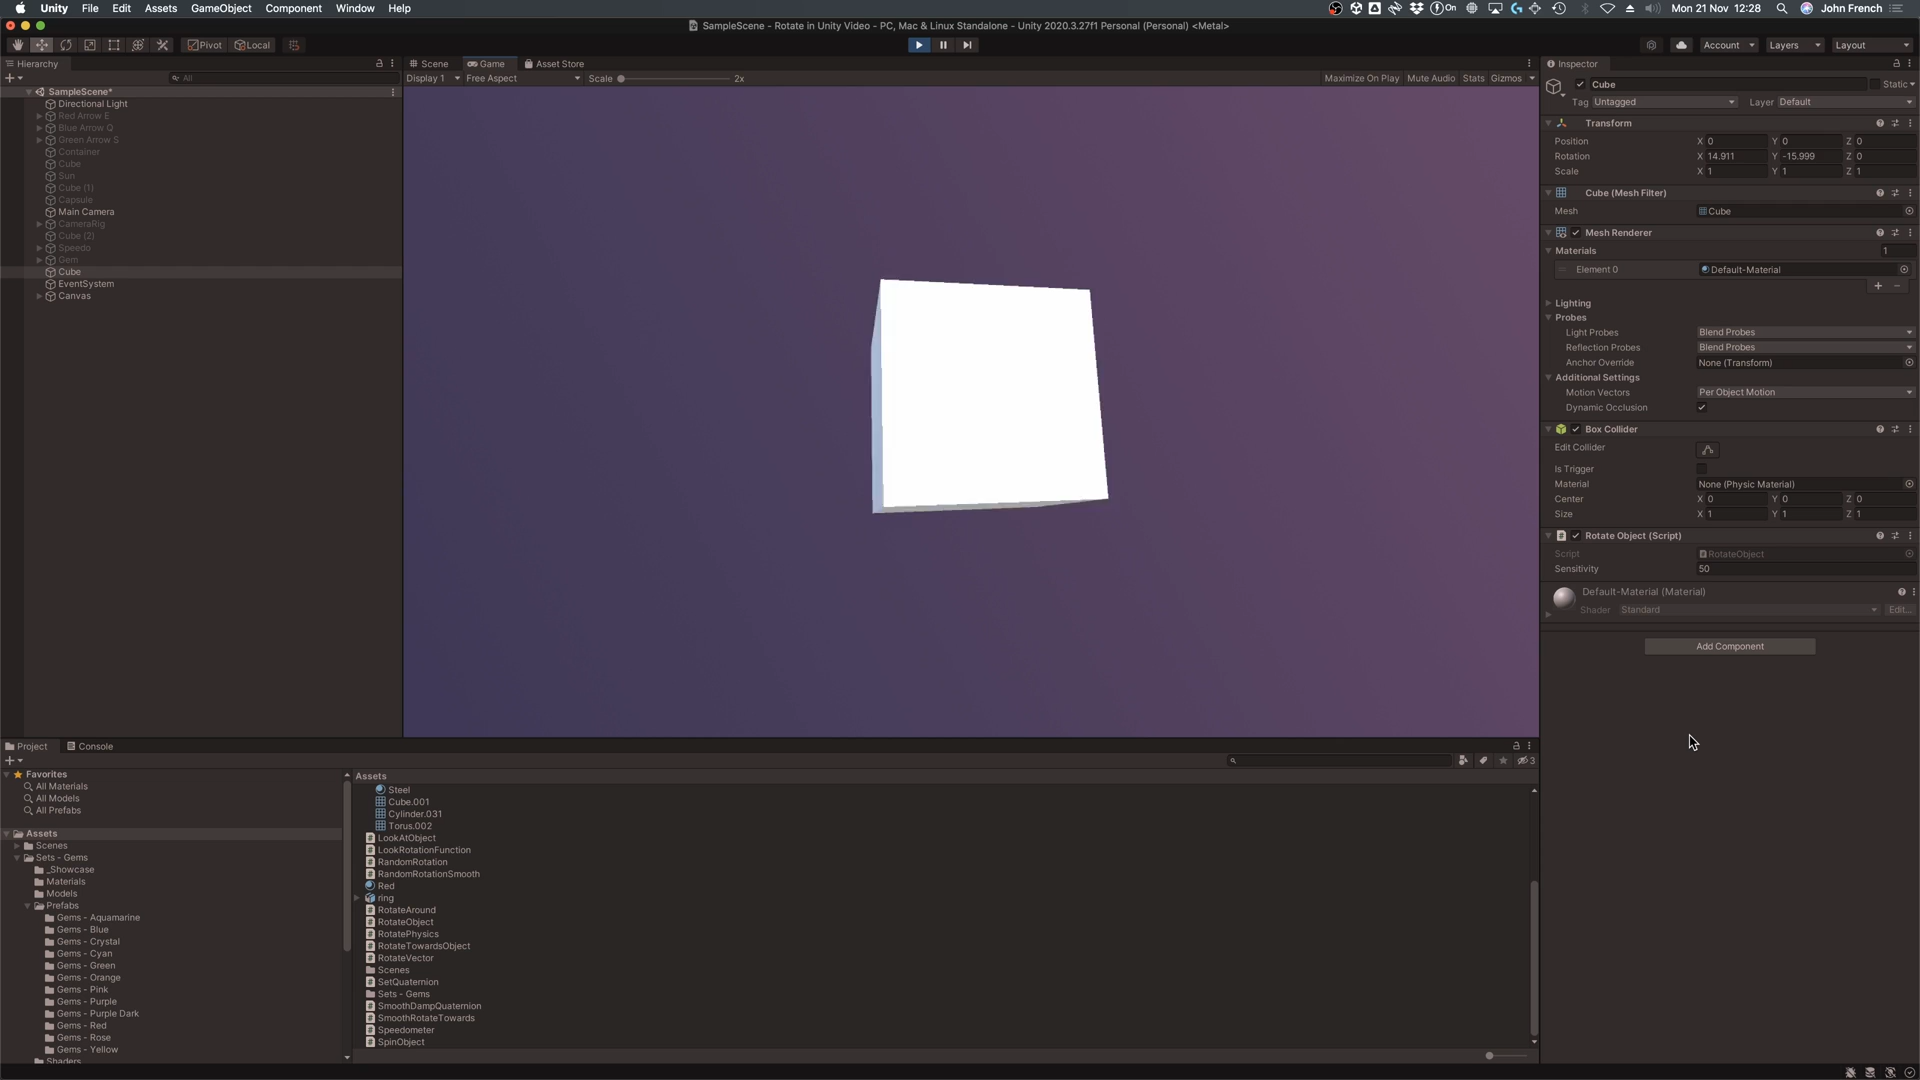 Unity File Edit Assets GameObject Component Window Help On Mon 21 Nov 12:28 John French
SampleScene - Rotate in Unity Video - PC, Mac & Linux Standalone - Unity 2020.3.27f1 Personal (Personal) <Metal>
Pivot Local Account Layers Layout
Hierarchy Scene Game Asset Store Inspector
All Display 1 Free Aspect Scale 2x Maximize On Play Mute Audio Stats Gizmos
SampleScene*
Directional Light
Red Arrow E
Blue Arrow Q
Green Arrow S
Container
Cube
Sun
Cube (1)
Capsule
Main Camera
CameraRig
Cube (2)
Speedo
Gem
Cube
EventSystem
Canvas
Cube Static
Tag Untagged Layer Default
Transform
Position X 0 Y 0 Z 0
Rotation X 14.911 Y -15.999 Z 0
Scale X 1 Y 1 Z 1
Cube (Mesh Filter)
Mesh Cube
Mesh Renderer
Materials 1
Element 0 Default-Material
Lighting
Probes
Light Probes Blend Probes
Reflection Probes Blend Probes
Anchor Override None (Transform)
Additional Settings
Motion Vectors Per Object Motion
Dynamic Occlusion
Box Collider
Edit Collider
Is Trigger
Material None (Physic Material)
Center X 0 Y 0 Z 0
Size X 1 Y 1 Z 1
Rotate Object (Script)
Script RotateObject
Sensitivity 50
Default-Material (Material)
Shader Standard Edit...
Add Component
Project Console
3
Favorites
All Materials
All Models
All Prefabs
Assets
Scenes
Sets - Gems
_Showcase
Materials
Models
Prefabs
Gems - Aquamarine
Gems - Blue
Gems - Crystal
Gems - Cyan
Gems - Green
Gems - Orange
Gems - Pink
Gems - Purple
Gems - Purple Dark
Gems - Red
Gems - Rose
Gems - Yellow
Shaders
Assets
Steel
Cube.001
Cylinder.031
Torus.002
LookAtObject
LookRotationFunction
RandomRotation
RandomRotationSmooth
Red
ring
RotateAround
RotateObject
RotatePhysics
RotateTowardsObject
RotateVector
Scenes
SetQuaternion
Sets - Gems
SmoothDampQuaternion
SmoothRotateTowards
Speedometer
SpinObject